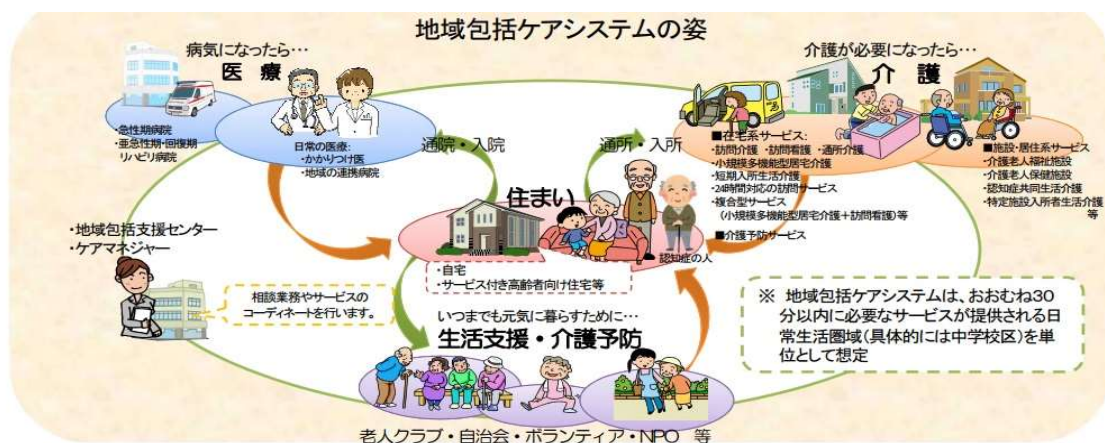 地域包括ケアシステムの姿
病気になったら…
医 療
・急性期病院
・亜急性期・回復期
リハビリ病院
日常の医療:
・かかりつけ医
・地域の連携病院
通院・入院
通所・入所
介護が必要になったら…
介 護
■在宅系サービス:
・訪問介護 ・訪問看護 ・通所介護
・小規模多機能型居宅介護
・短期入所生活介護
・24時間対応の訪問サービス
・複合型サービス
(小規模多機能型居宅介護+訪問看護)等
■介護予防サービス
■施設・居住系サービス
・介護老人福祉施設
・介護老人保健施設
・認知症共同生活介護
・特定施設入所者生活介護
等
住まい
認知症の人
・自宅
・サービス付き高齢者向け住宅等
・地域包括支援センター
・ケアマネジャー
相談業務やサービスの
コーディネートを行います。
いつまでも元気に暮らすために…
生活支援・介護予防
老人クラブ・自治会・ボランティア・NPO 等
※ 地域包括ケアシステムは、おおむね30
分以内に必要なサービスが提供される日
常生活圏域(具体的には中学校区)を単
位として想定